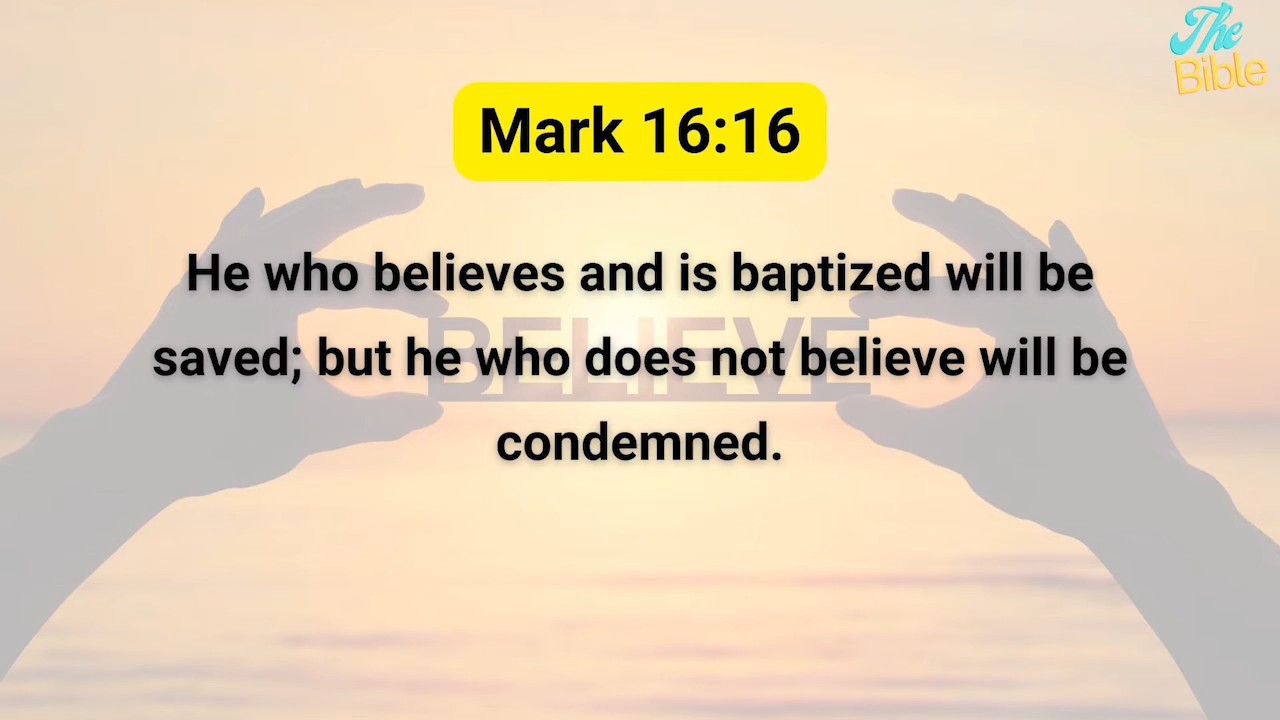 The
Bible
Mark 16:16
He who believes and is baptized will be
BELIEVE
saved; but he who does not believe will be
condemned.